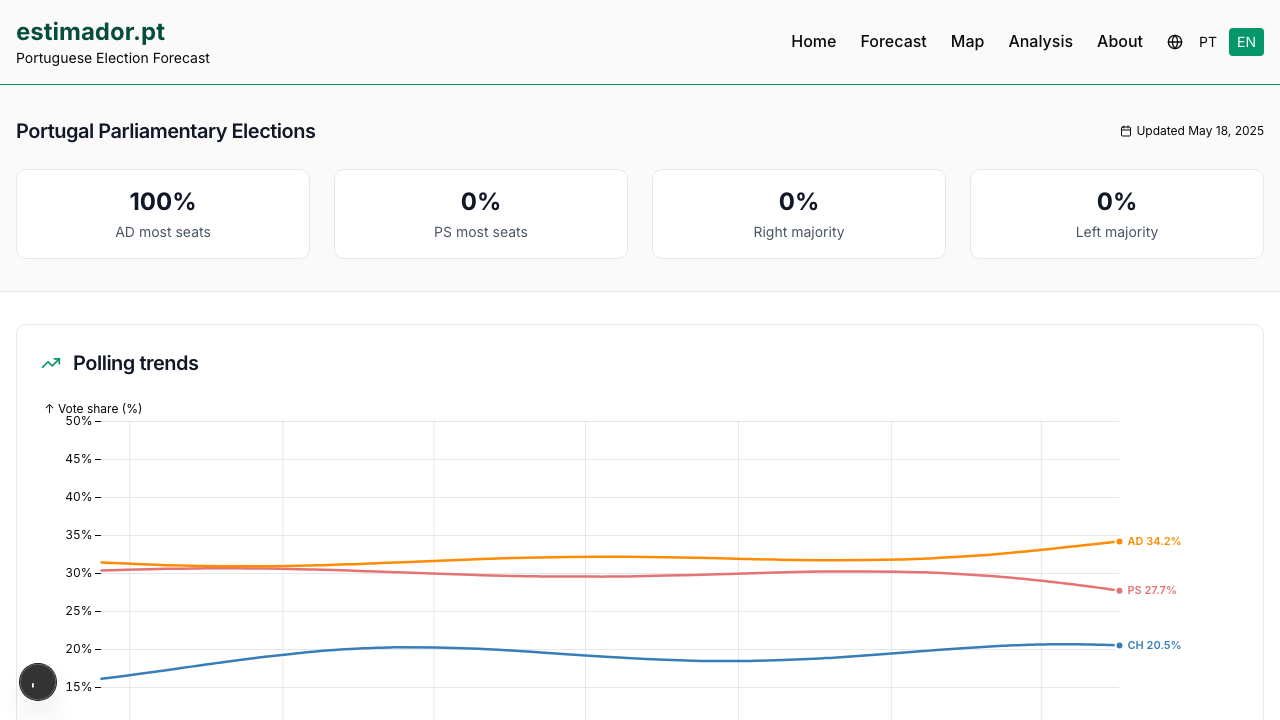 estimador.pt
Portuguese Election Forecast
Home Forecast Map Analysis About PT EN
Portugal Parliamentary Elections
Updated May 18, 2025
100%
AD most seats
0%
PS most seats
0%
Right majority
0%
Left majority
Polling trends
↑ Vote share (%)
50%
45%
40%
35%
30%
25%
20%
15%
AD 34.2%
PS 27.7%
CH 20.5%